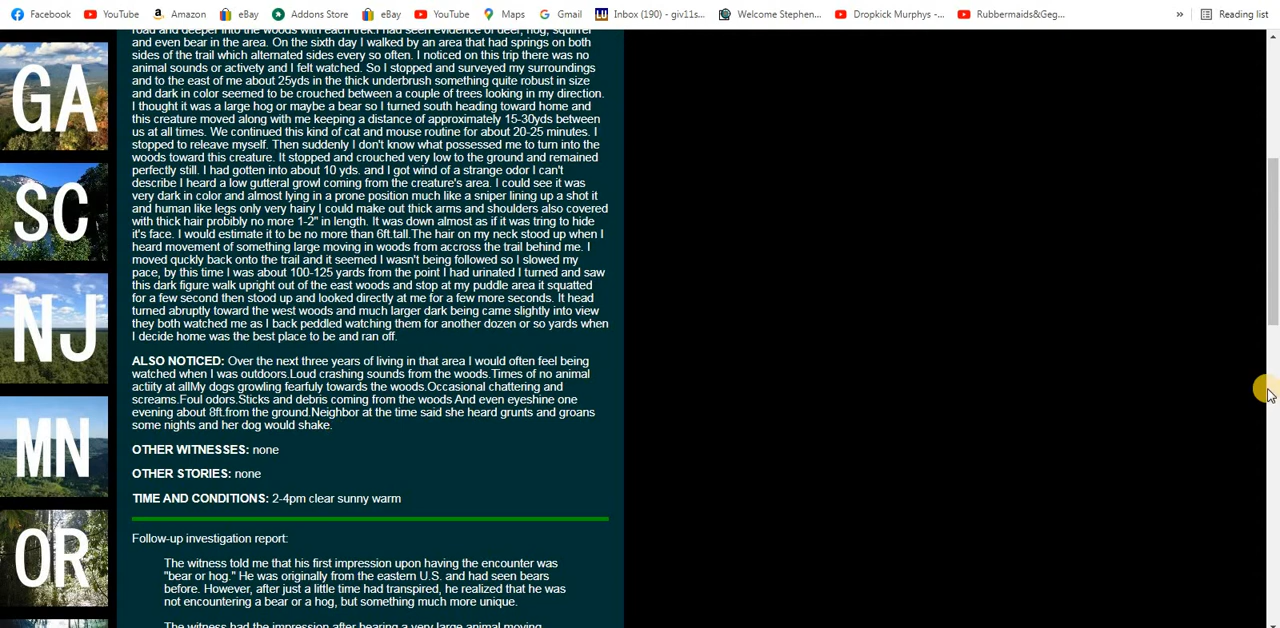 Facebook YouTube Amazon eBay Addons Store eBay YouTube Maps Gmail Inbox (190) - giv11s... Welcome Stephen,... Dropkick Murphys -... Rubbermaids&Geg... » Reading list
road and deeper into the woods with each trek.I had seen evidence of deer, hog, squirrel
and even bear in the area. On the sixth day I walked by an area that had springs on both
sides of the trail which alternated sides every so often. I noticed on this trip there was no
animal sounds or actively and I felt watched. So I stopped and surveyed my surroundings
and to the east of me about 25yds in the thick underbrush something quite robust in size
and dark in color seemed to be crouched between a couple of trees looking in my direction.
I thought it was a large hog or maybe a bear so I turned south heading toward home and
this creature moved along with me keeping a distance of approximately 15-30yds between
us at all times. We continued this kind of cat and mouse routine for about 20-25 minutes. I
stopped to releave myself. Then suddenly I don't know what possessed me to turn into the
woods toward this creature. It stopped and crouched very low to the ground and remained
perfectly still. I had gotten into about 10 yds. and I got wind of a strange odor I can't
describe I heard a low gutteral growl coming from the creature's area. I could see it was
very dark in color and almost lying in a prone position much like a sniper lining up a shot it
and human like legs only very hairy I could make out thick arms and shoulders also covered
with thick hair probibly no more 1-2" in length. It was down almost as if it was tring to hide
it's face. I would estimate it to be no more than 6ft.tall.The hair on my neck stood up when I
heard movement of something large moving in woods from accross the trail behind me. I
moved quckly back onto the trail and it seemed I wasn't being followed so I slowed my
pace, by this time I was about 100-125 yards from the point I had urinated I turned and saw
this dark figure walk upright out of the east woods and stop at my puddle area it squatted
for a few second then stood up and looked directly at me for a few more seconds. It head
turned abruptly toward the west woods and much larger dark being came slightly into view
they both watched me as I back peddled watching them for another dozen or so yards when
I decide home was the best place to be and ran off.
ALSO NOTICED: Over the next three years of living in that area I would often feel being
watched when I was outdoors.Loud crashing sounds from the woods.Times of no animal
actiity at allMy dogs growling fearfuly towards the woods.Occasional chattering and
screams.Foul odors.Sticks and debris coming from the woods And even eyeshine one
evening about 8ft.from the ground.Neighbor at the time said she heard grunts and groans
some nights and her dog would shake.
OTHER WITNESSES: none
OTHER STORIES: none
TIME AND CONDITIONS: 2-4pm clear sunny warm
Follow-up investigation report:
The witness told me that his first impression upon having the encounter was
"bear or hog." He was originally from the eastern U.S. and had seen bears
before. However, after just a little time had transpired, he realized that he was
not encountering a bear or a hog, but something much more unique.
The witness had the impression after hearing a very large animal moving
GA
SC
NJ
MN
OR